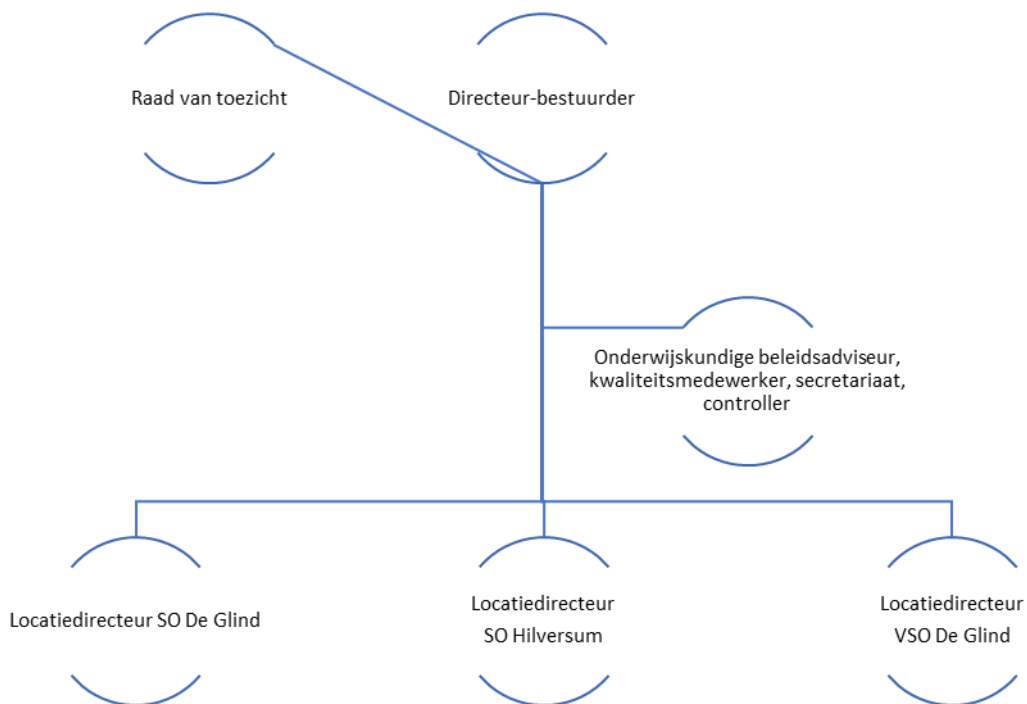 Raad van toezicht
Directeur-bestuurder
Onderwijskundige beleidsadviseur,
kwaliteitsmedewerker, secretariaat,
controller
Locatiedirecteur SO De Glind
Locatiedirecteur
SO Hilversum
Locatiedirecteur
VSO De Glind